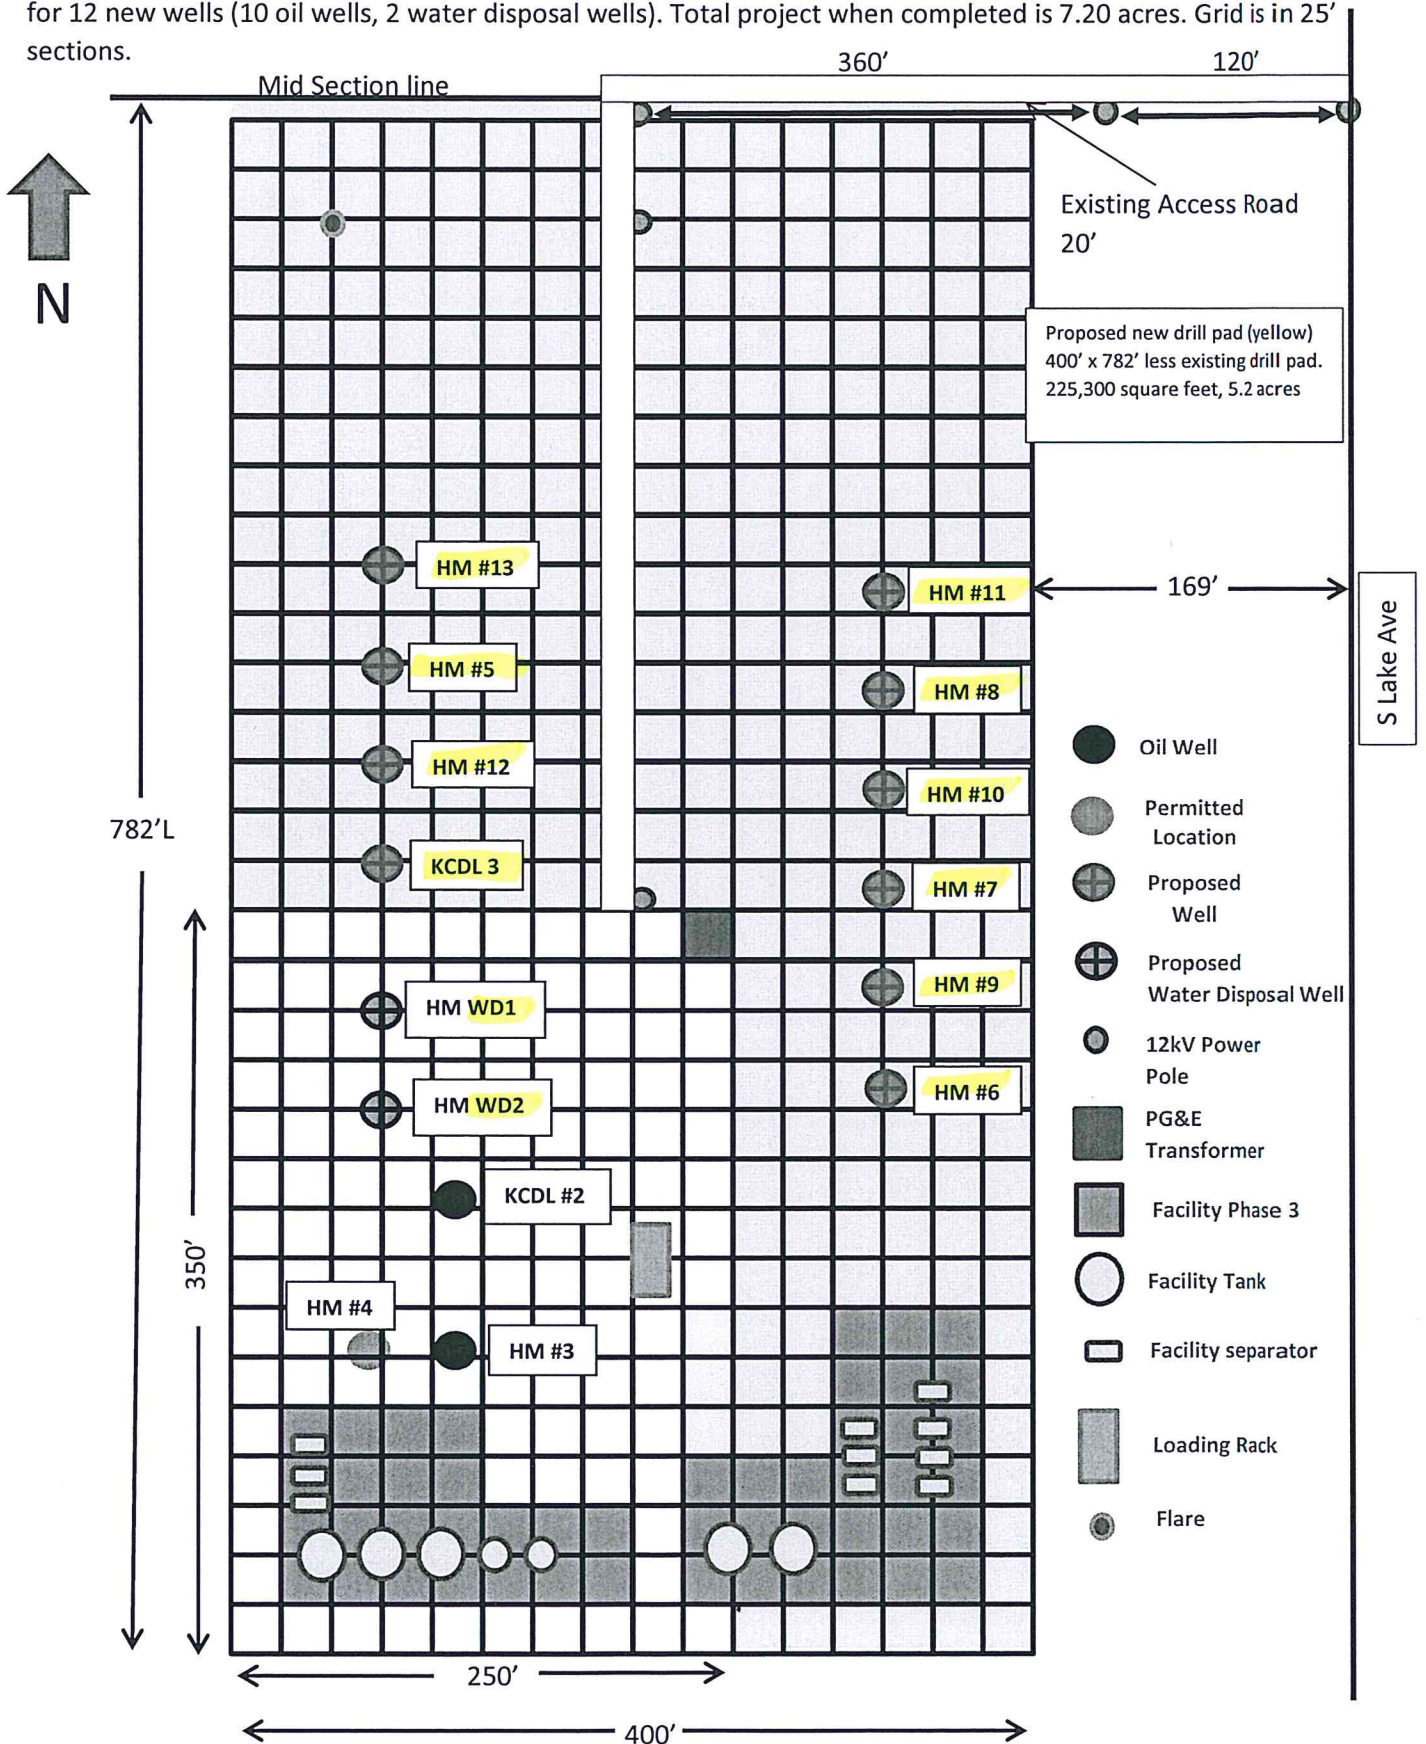 for 12 new wells (10 oil wells, 2 water disposal wells). Total project when completed is 7.20 acres. Grid is in 25’
sections.
360’
120’
Mid Section line
Existing Access Road
20’
N
Proposed new drill pad (yellow)
400’ x 782’ less existing drill pad.
225,300 square feet, 5.2 acres
HM #13
HM #11
169’
S Lake Ave
HM #5
HM #8
HM #12
HM #10
782’L
KCDL 3
HM #7
HM #9
HM WD1
HM WD2
HM #6
KCDL #2
350’
HM #4
HM #3
Oil Well
Permitted
Location
Proposed
Well
Proposed
Water Disposal Well
12kV Power
Pole
PG&E
Transformer
Facility Phase 3
Facility Tank
Facility separator
Loading Rack
Flare
250’
400’